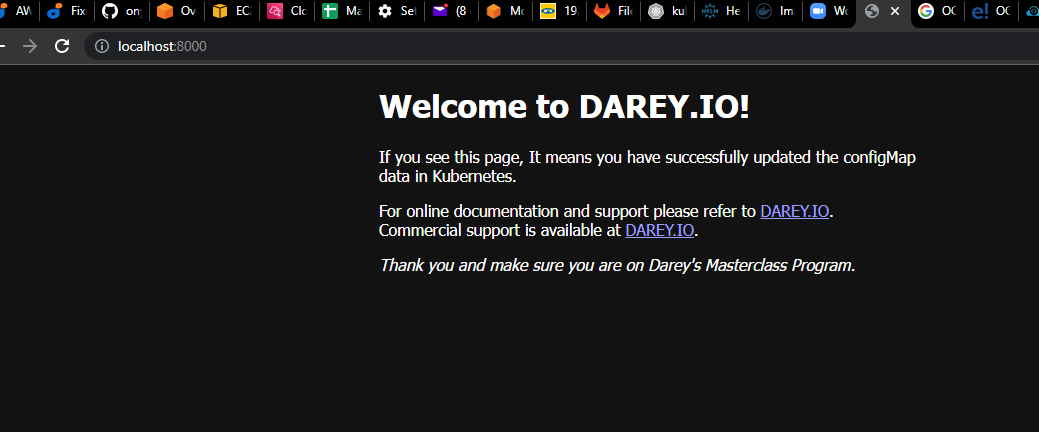 AW
Fix
ony
Ov
EC
Clo
Ma
Set
(8
Mo
19
File
kul
He
Im
Wo
OC
OC
localhost:8000
Welcome to DAREY.IO!
If you see this page, It means you have successfully updated the configMap
data in Kubernetes.
For online documentation and support please refer to DAREY.IO.
Commercial support is available at DAREY.IO.
Thank you and make sure you are on Darey's Masterclass Program.